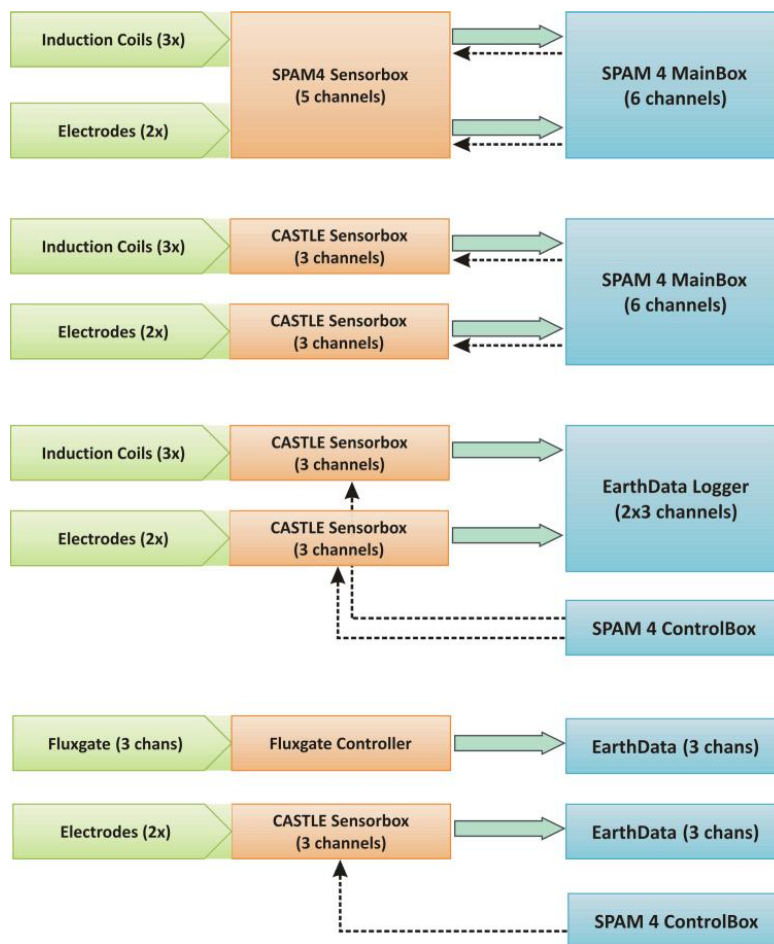 Induction Coils (3x)
SPAM4 Sensorbox
(5 channels)
SPAM 4 MainBox
(6 channels)
Electrodes (2x)
Induction Coils (3x)
CASTLE Sensorbox
(3 channels)
SPAM 4 MainBox
(6 channels)
Electrodes (2x)
CASTLE Sensorbox
(3 channels)
Induction Coils (3x)
CASTLE Sensorbox
(3 channels)
EarthData Logger
(2x3 channels)
Electrodes (2x)
CASTLE Sensorbox
(3 channels)
SPAM 4 ControlBox
Fluxgate (3 chans)
Fluxgate Controller
EarthData (3 chans)
Electrodes (2x)
CASTLE Sensorbox
(3 channels)
EarthData (3 chans)
SPAM 4 ControlBox